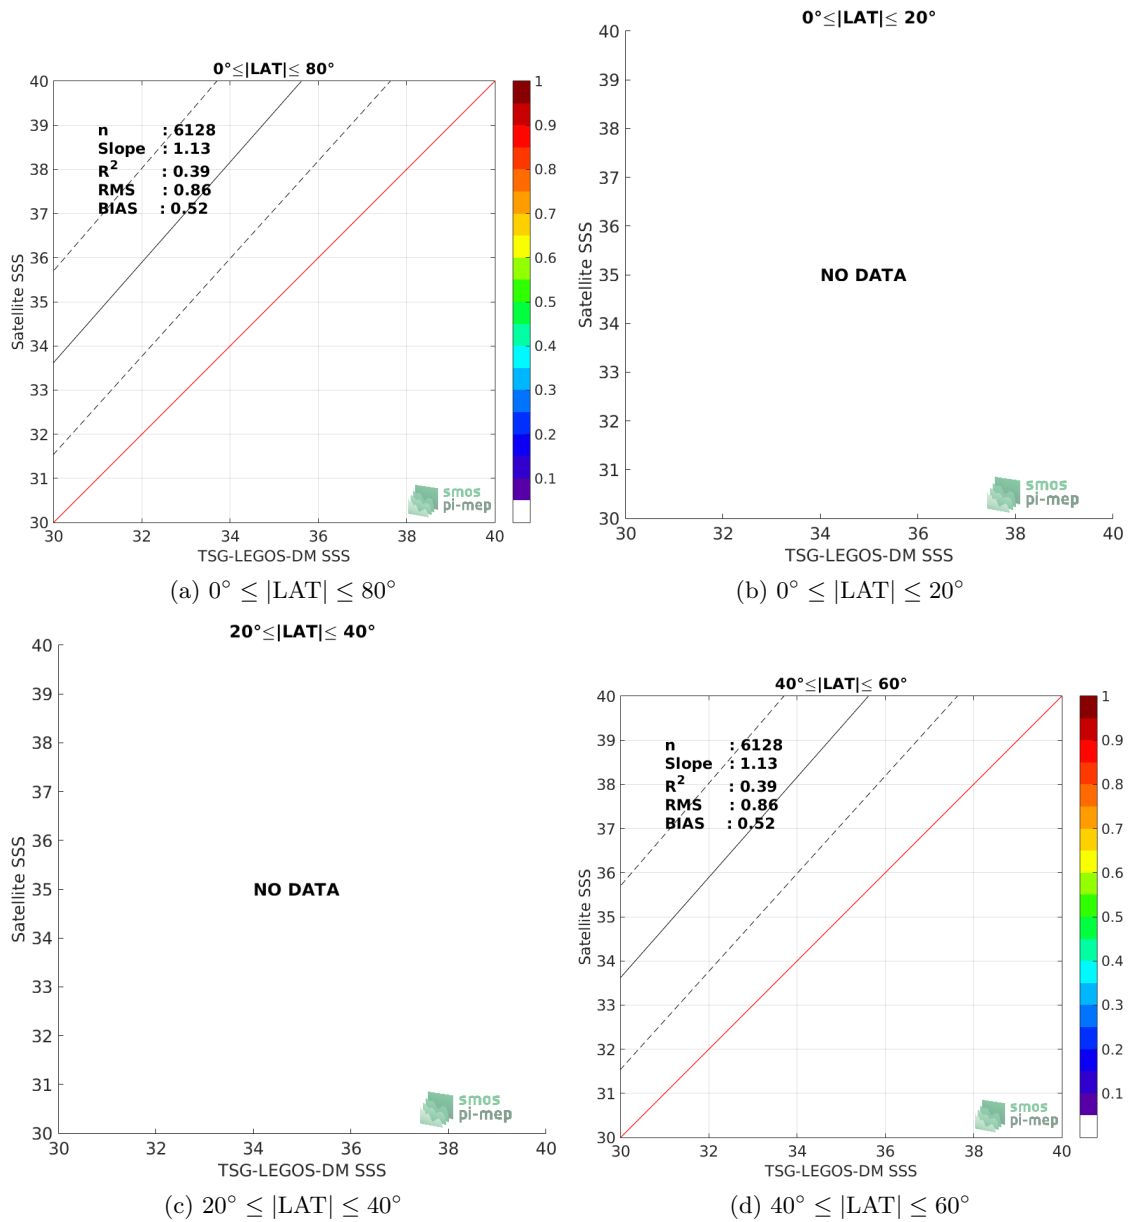 0°≤|LAT|≤ 80°
40
39
38
37
36
35
34
33
32
31
30
Satellite SSS
n : 6128
Slope : 1.13
R² : 0.39
RMS : 0.86
BIAS : 0.52
smos
pi-mep
30 32 34 36 38 40
TSG-LEGOS-DM SSS
1
0.9
0.8
0.7
0.6
0.5
0.4
0.3
0.2
0.1
(a) 0° ≤ |LAT| ≤ 80°
0°≤|LAT|≤ 20°
40
39
38
37
36
35
34
33
32
31
30
Satellite SSS
NO DATA
smos
pi-mep
30 32 34 36 38 40
TSG-LEGOS-DM SSS
(b) 0° ≤ |LAT| ≤ 20°
20°≤|LAT|≤ 40°
40
39
38
37
36
35
34
33
32
31
30
Satellite SSS
NO DATA
smos
pi-mep
30 32 34 36 38 40
TSG-LEGOS-DM SSS
(c) 20° ≤ |LAT| ≤ 40°
40°≤|LAT|≤ 60°
40
39
38
37
36
35
34
33
32
31
30
Satellite SSS
n : 6128
Slope : 1.13
R² : 0.39
RMS : 0.86
BIAS : 0.52
smos
pi-mep
30 32 34 36 38 40
TSG-LEGOS-DM SSS
1
0.9
0.8
0.7
0.6
0.5
0.4
0.3
0.2
0.1
(d) 40° ≤ |LAT| ≤ 60°